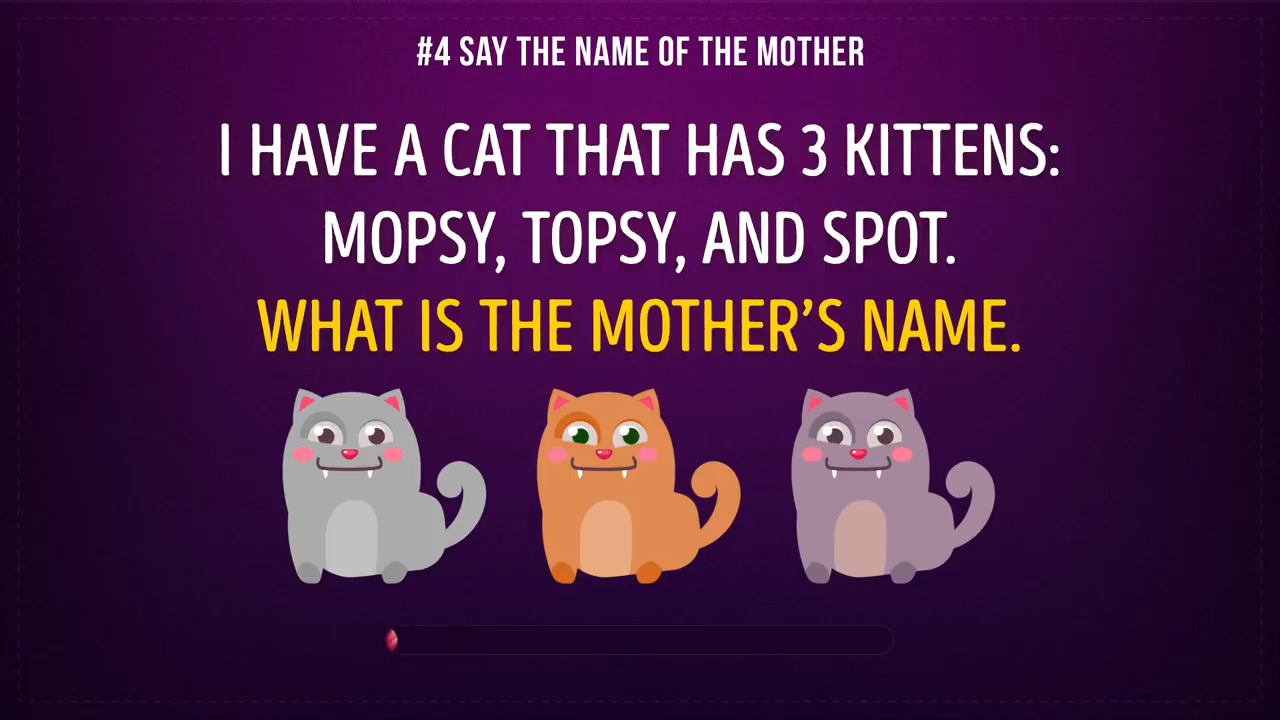 #4 SAY THE NAME OF THE MOTHER
I HAVE A CAT THAT HAS 3 KITTENS:
MOPSY, TOPSY, AND SPOT.
WHAT IS THE MOTHER’S NAME.